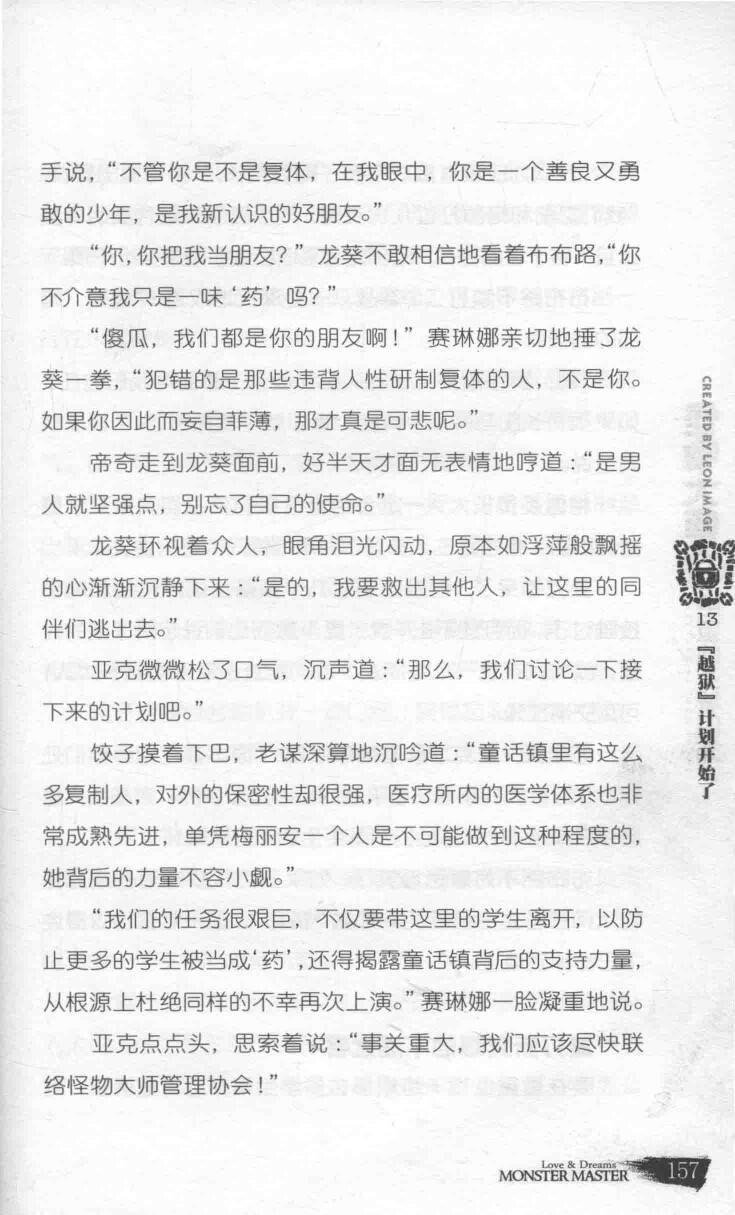 手说，“不管你是不是复体，在我眼中，你是一个善良又勇
敢的少年，是我新认识的好朋友。”
“你，你把我当朋友？”龙葵不敢相信地看着布布路，“你
不介意我只是一味‘药’吗？”
“傻瓜，我们都是你的朋友啊！”赛琳娜亲切地捶了龙
葵一拳，“犯错的是那些违背人性研制复体的人，不是你。
如果你因此而妄自菲薄，那才真是可悲呢。”
帝奇走到龙葵面前，好半天才面无表情地哼道：“是男
人就坚强点，别忘了自己的使命。”
龙葵环视着众人，眼角泪光闪动，原本如浮萍般飘摇
的心渐渐沉静下来：“是的，我要救出其他人，让这里的同
伴们逃出去。”
亚克微微松了口气，沉声道：“那么，我们讨论一下接
下来的计划吧。”
饺子摸着下巴，老谋深算地沉吟道：“童话镇里有这么
多复制人，对外的保密性却很强，医疗所内的医学体系也非
常成熟先进，单凭梅丽安一个人是不可能做到这种程度的，
她背后的力量不容小觑。”
“我们的任务很艰巨，不仅要带这里的学生离开，以防
止更多的学生被当成‘药’，还得揭露童话镇背后的支持力量，
从根源上杜绝同样的不幸再次上演。”赛琳娜一脸凝重地说。
亚克点点头，思索着说：“事关重大，我们应该尽快联
络怪物大师管理协会！”
CREATED BY LEON IMAGE
13
『越狱』计划开始了
Love & Dreams
MONSTER MASTER
157